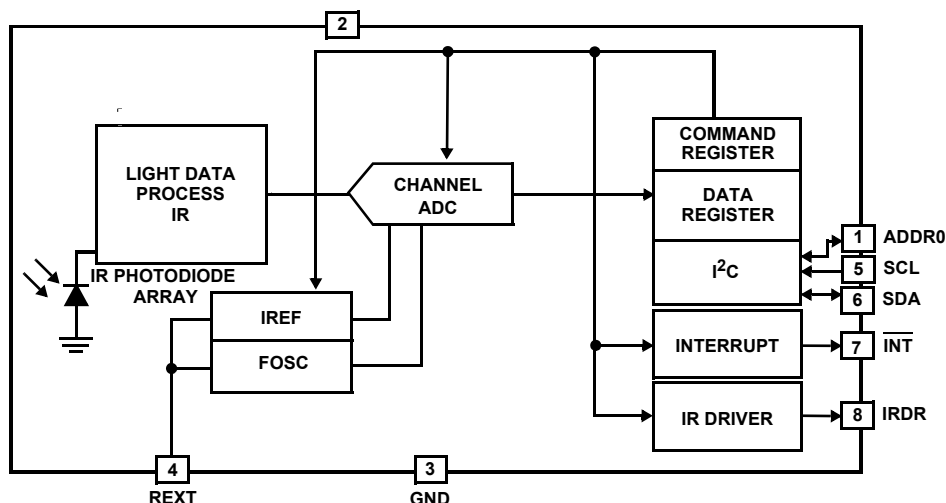 2
COMMAND
REGISTER
LIGHT DATA
PROCESS
IR
CHANNEL
ADC
DATA
REGISTER
I²C
1 ADDR0
5 SCL
6 SDA
IR PHOTODIODE
ARRAY
IREF
FOSC
INTERRUPT
7 INT
IR DRIVER
8 IRDR
4
REXT
3
GND